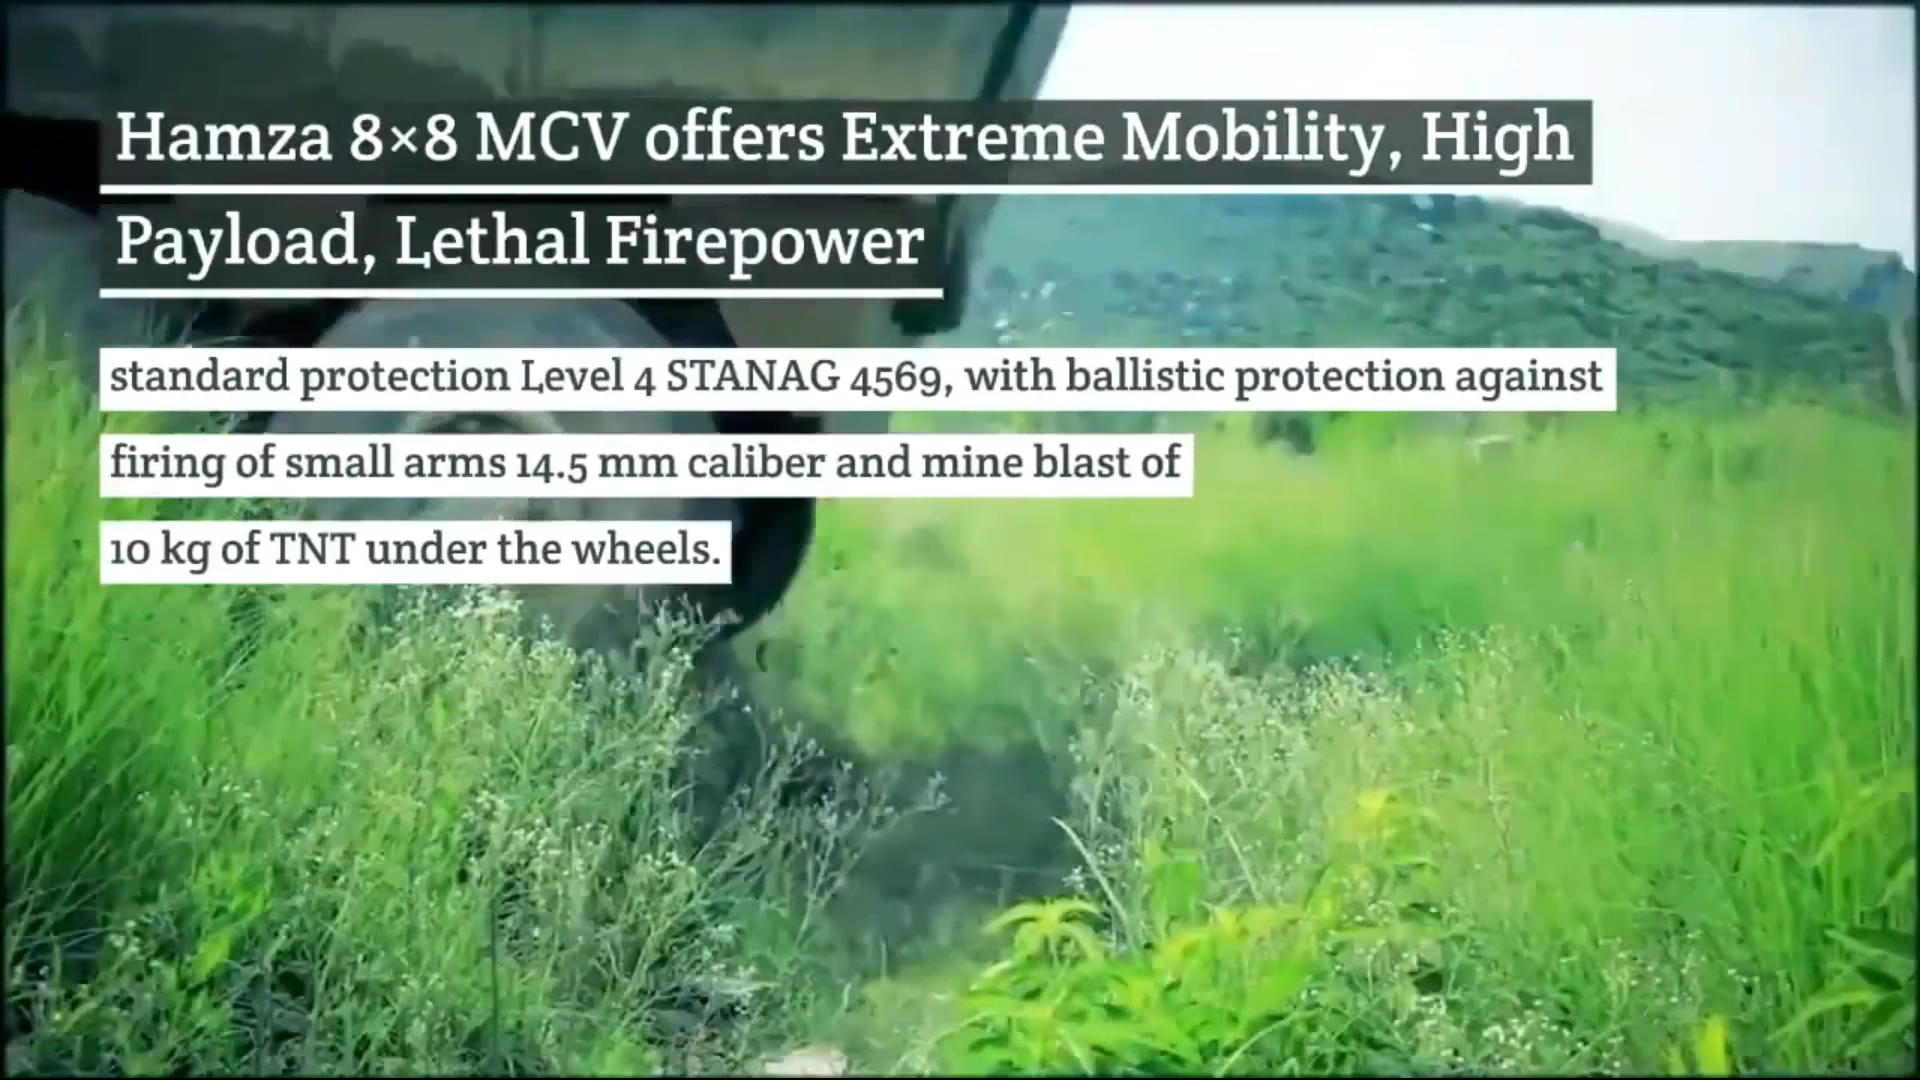 Hamza 8×8 MCV offers Extreme Mobility, High
Payload, Lethal Firepower
standard protection Level 4 STANAG 4569, with ballistic protection against
firing of small arms 14.5 mm caliber and mine blast of
10 kg of TNT under the wheels.